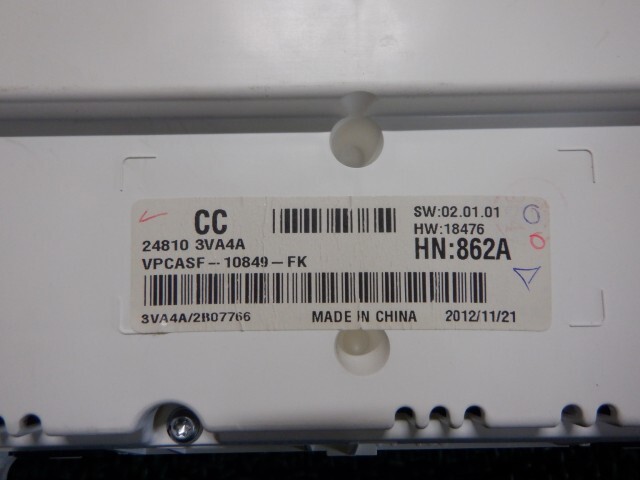 CC
SW:02.01.01
HW:18476
24810 3VA4A
HN:862A
VPCASF-10849-FK
3VA4A/2B07766 MADE IN CHINA 2012/11/21